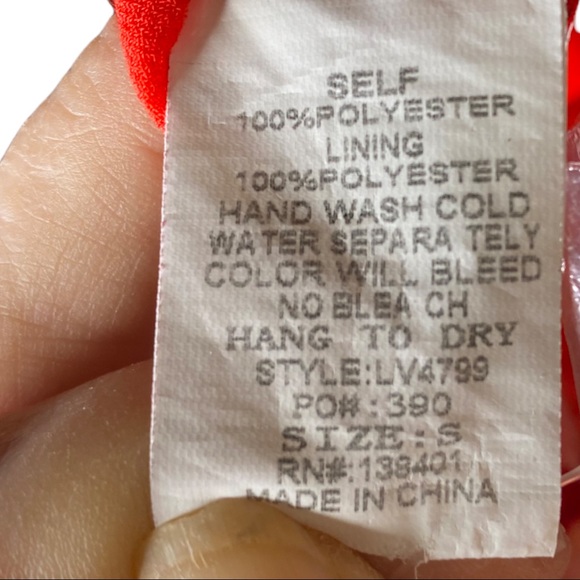 SELF
100%POLYESTER
LINING
100%POLYESTER
HAND WASH COLD
WATER SEPARA TELY
COLOR WILL BLEED
NO BLEA CH
HANG TO DRY
STYLE:LV4799
PO#:390
SIZE:S
RN#:138401
MADE IN CHINA